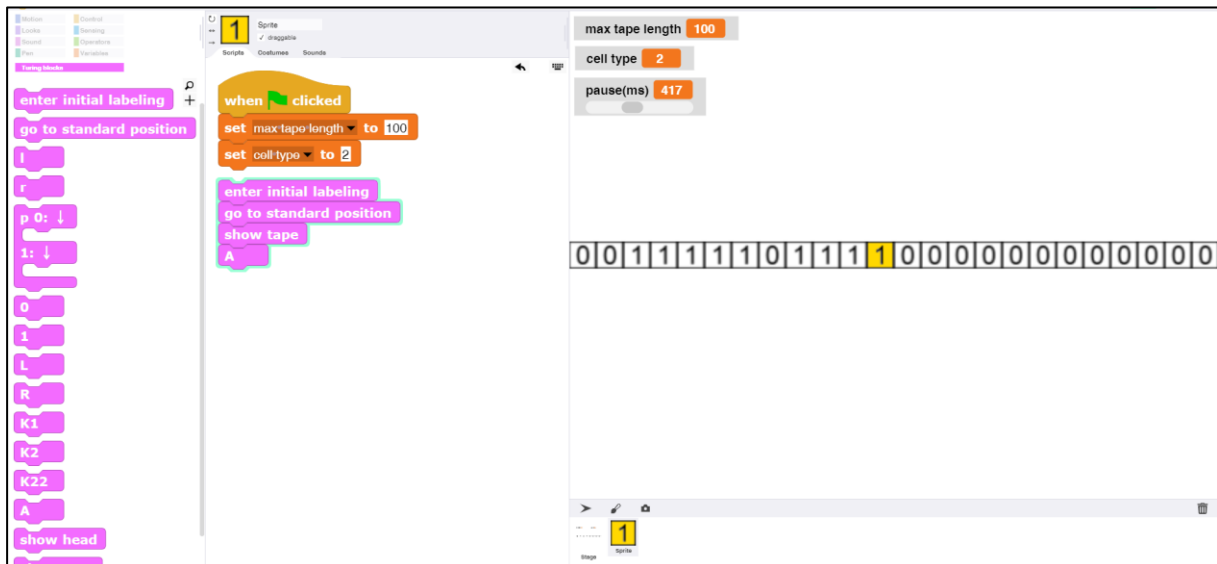 Motion Control
Looks Sensing
Sound Operators
Pen Variables
Turing blocks
enter initial labeling
go to standard position
l
r
p 0: ↓
1: ↓
0
1
L
R
K1
K2
K22
A
show head
1
Sprite
draggable
Scripts Costumes Sounds
when clicked
set max tape length to 100
set cell type to 2
enter initial labeling
go to standard position
show tape
A
max tape length 100
cell type 2
pause(ms) 417
0 0 1 1 1 1 1 0 1 1 1 1 0 0 0 0 0 0 0 0 0 0 0 0
1
Stage Sprite